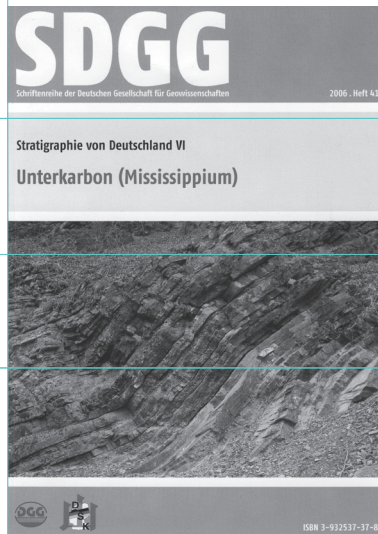 SDGG
Schriftenreihe der Deutschen Gesellschaft für Geowissenschaften
2006 . Heft 41
Stratigraphie von Deutschland VI
Unterkarbon (Mississippium)
DGG
D
S
K
ISBN 3-932537-37-8